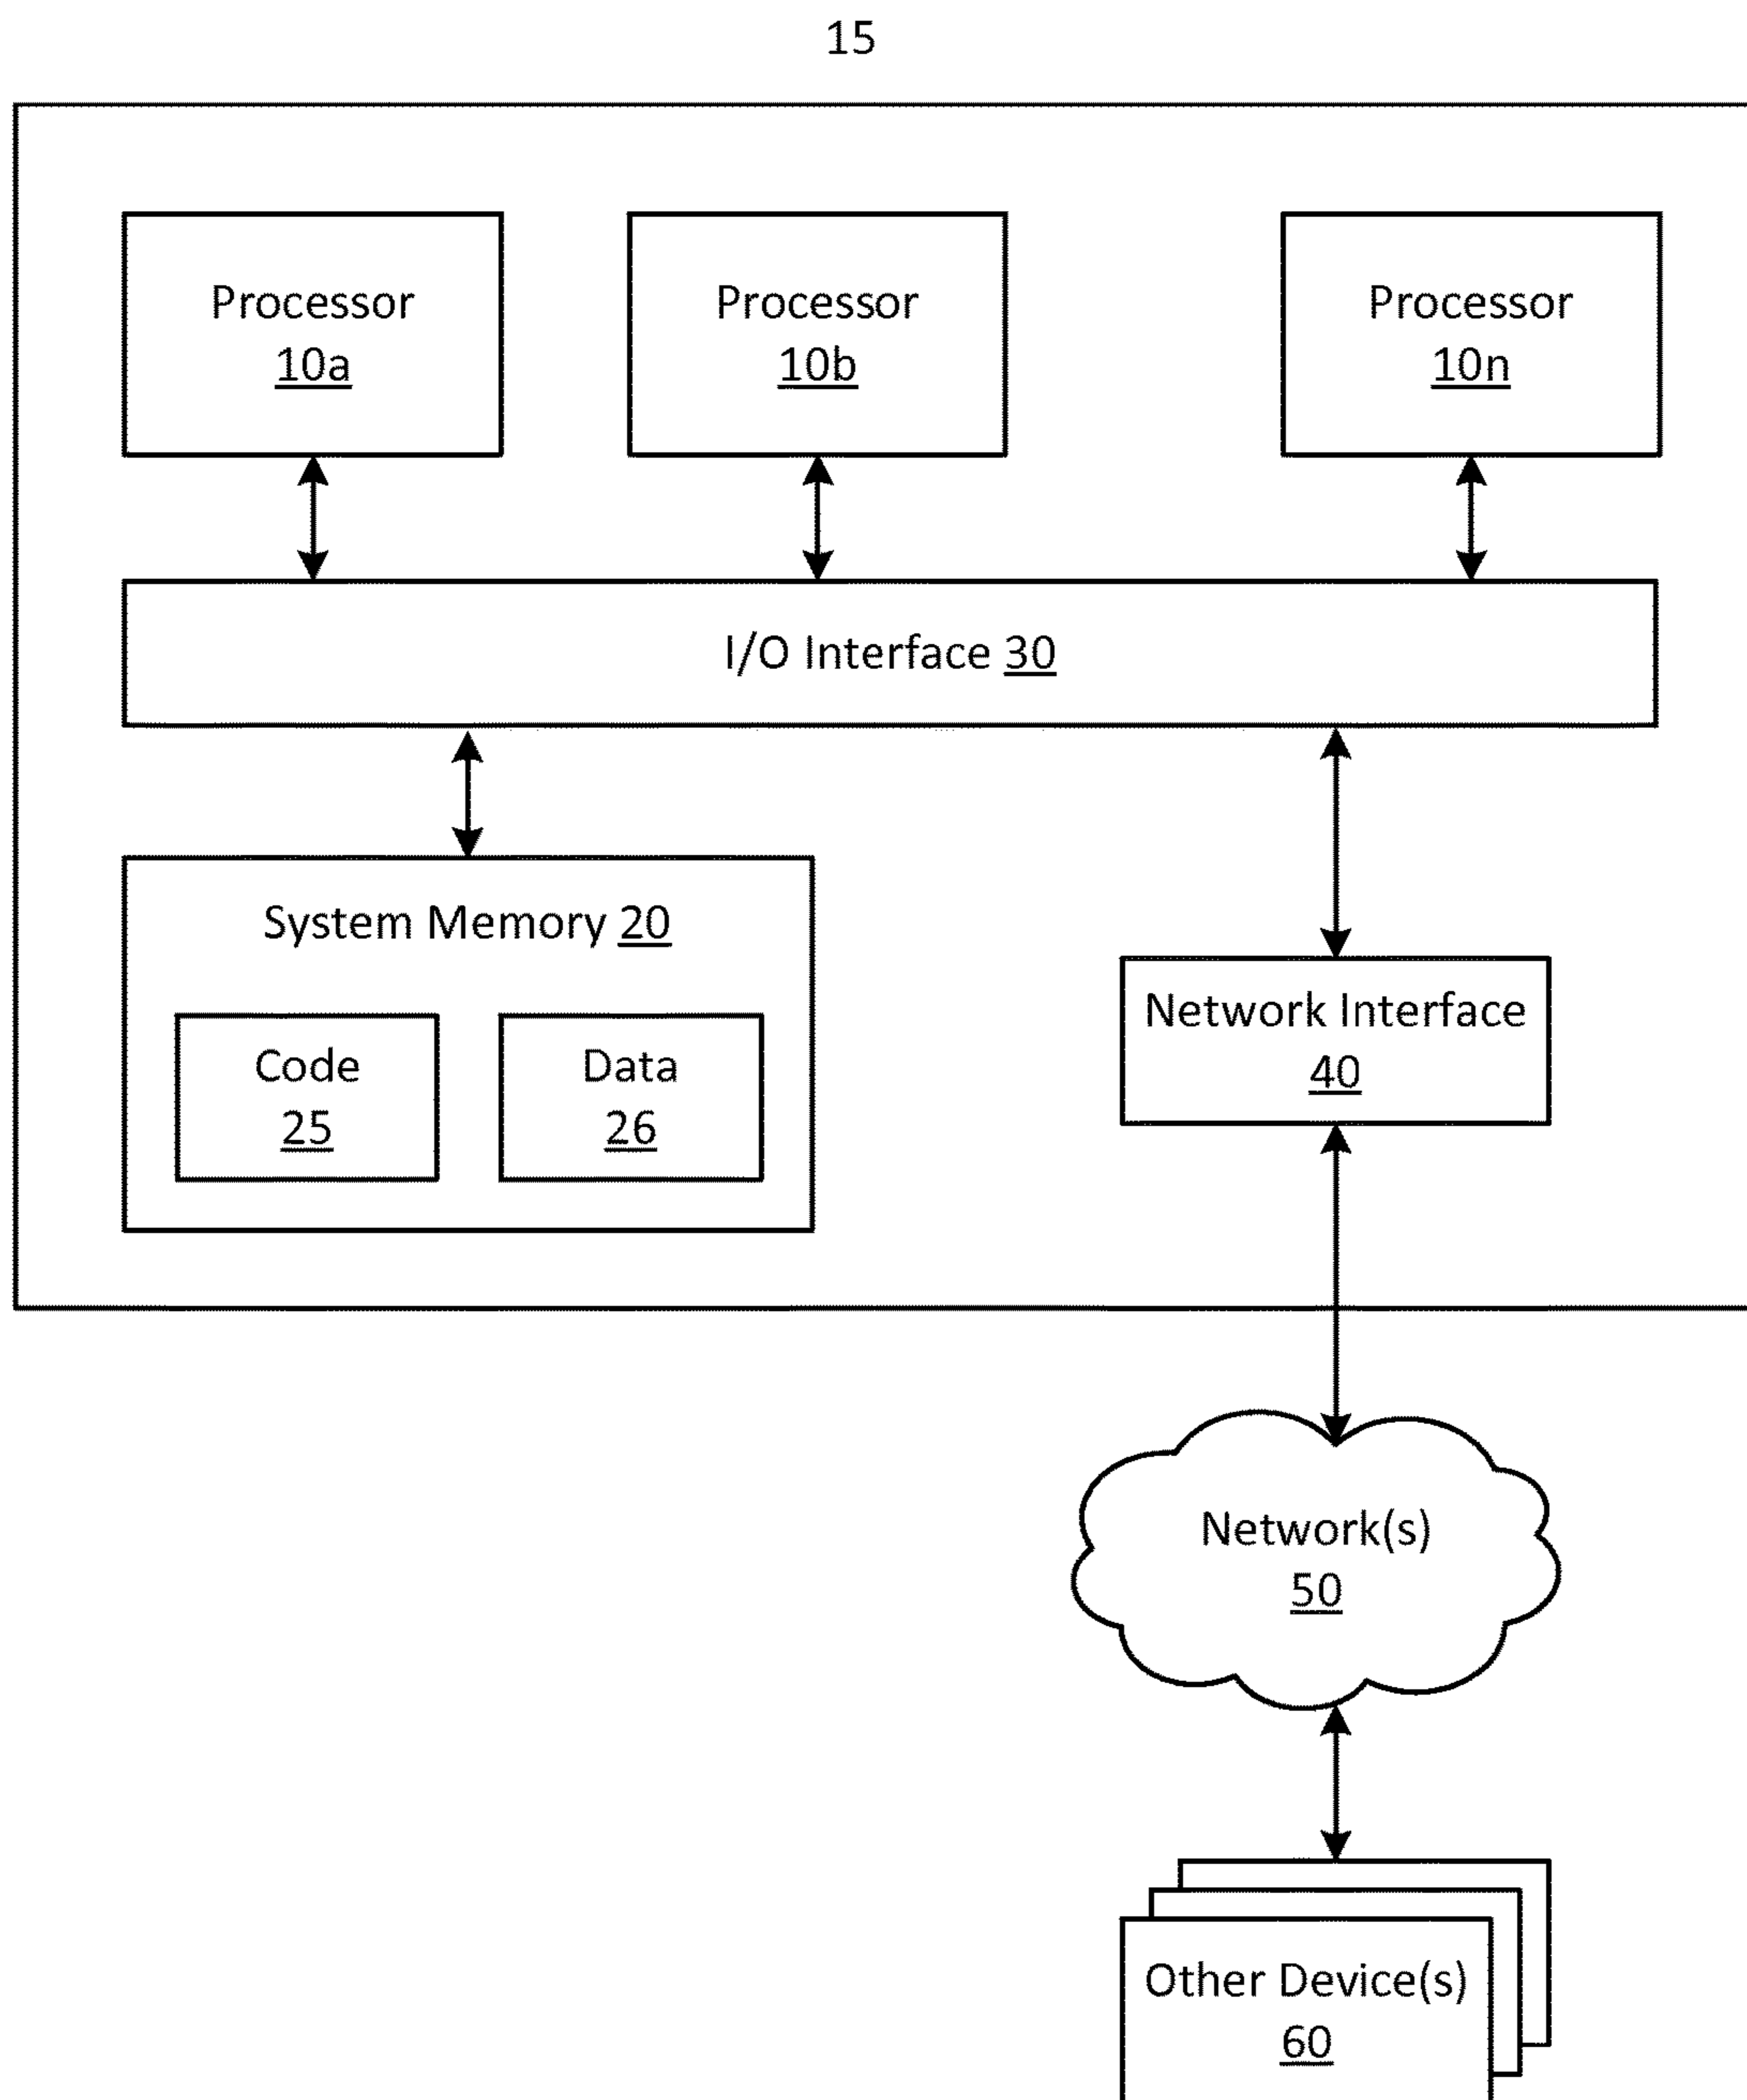 15
Processor
10a
Processor
10b
Processor
10n
I/O Interface 30
System Memory 20
Code
25
Data
26
Network Interface
40
Network(s)
50
Other Device(s)
60